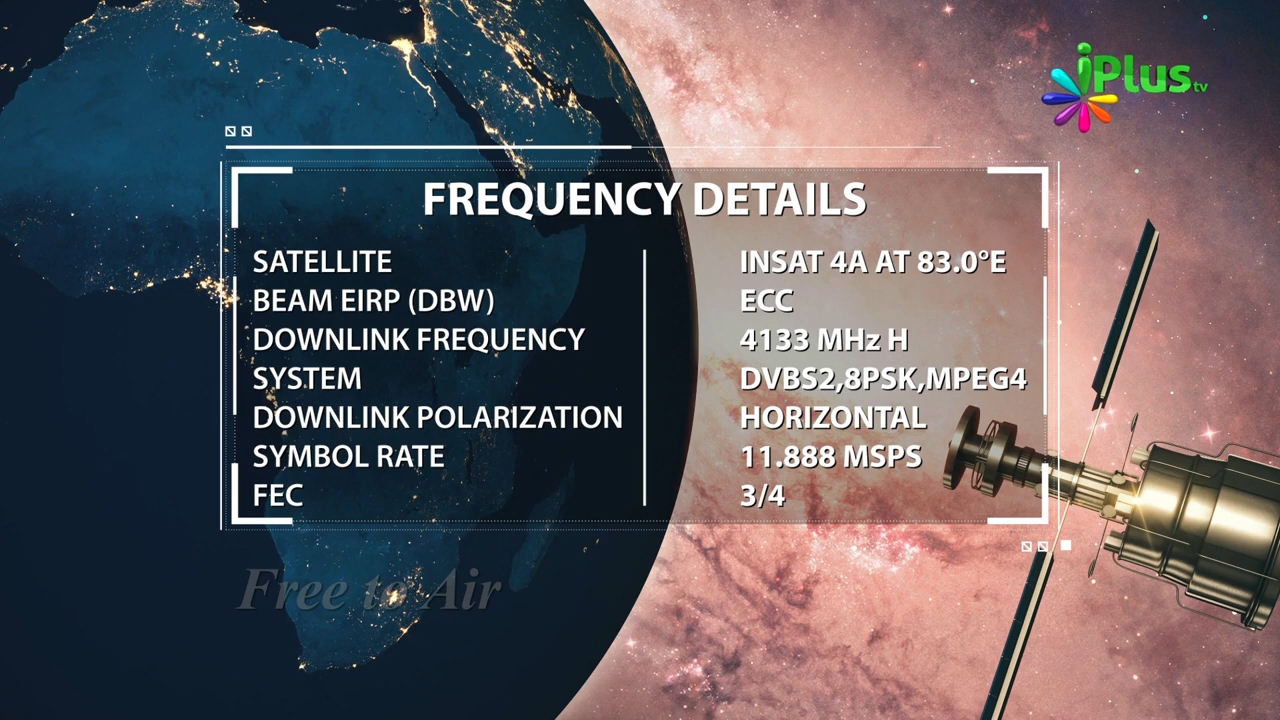 iPlus tv
FREQUENCY DETAILS
SATELLITE INSAT 4A AT 83.0°E
BEAM EIRP (DBW) ECC
DOWNLINK FREQUENCY 4133 MHz H
SYSTEM DVBS2,8PSK,MPEG4
DOWNLINK POLARIZATION HORIZONTAL
SYMBOL RATE 11.888 MSPS
FEC 3/4
Free to Air